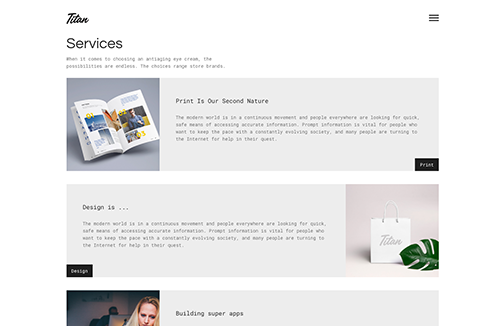 Titan
Services
When it comes to choosing an antiaging eye cream, the
possibilities are endless. The choices range store brands.
Print Is Our Second Nature
The modern world is in a continuous movement and people everywhere are looking for quick,
safe means of accessing accurate information. Prompt information is vital for people who
want to keep the pace with a constantly evolving society, and many people are turning to
the Internet for help in their quest.
Print
Design is ...
The modern world is in a continuous movement and people everywhere are looking for quick,
safe means of accessing accurate information. Prompt information is vital for people who
want to keep the pace with a constantly evolving society, and many people are turning to
the Internet for help in their quest.
Titan
Design
Building super apps